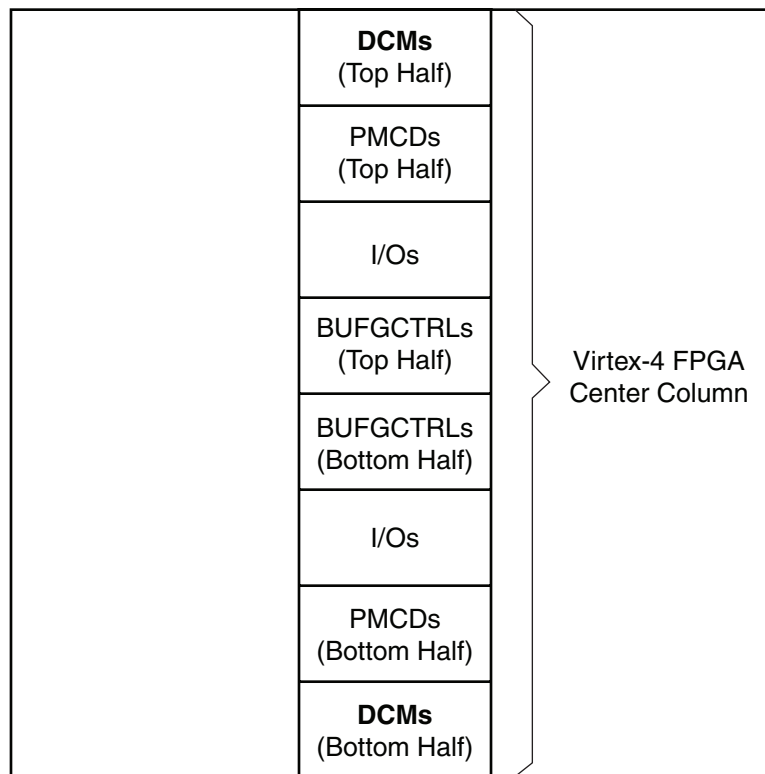 DCMs
(Top Half)
PMCDs
(Top Half)
I/Os
BUFGCTRLs
(Top Half)
Virtex-4 FPGA
Center Column
BUFGCTRLs
(Bottom Half)
I/Os
PMCDs
(Bottom Half)
DCMs
(Bottom Half)